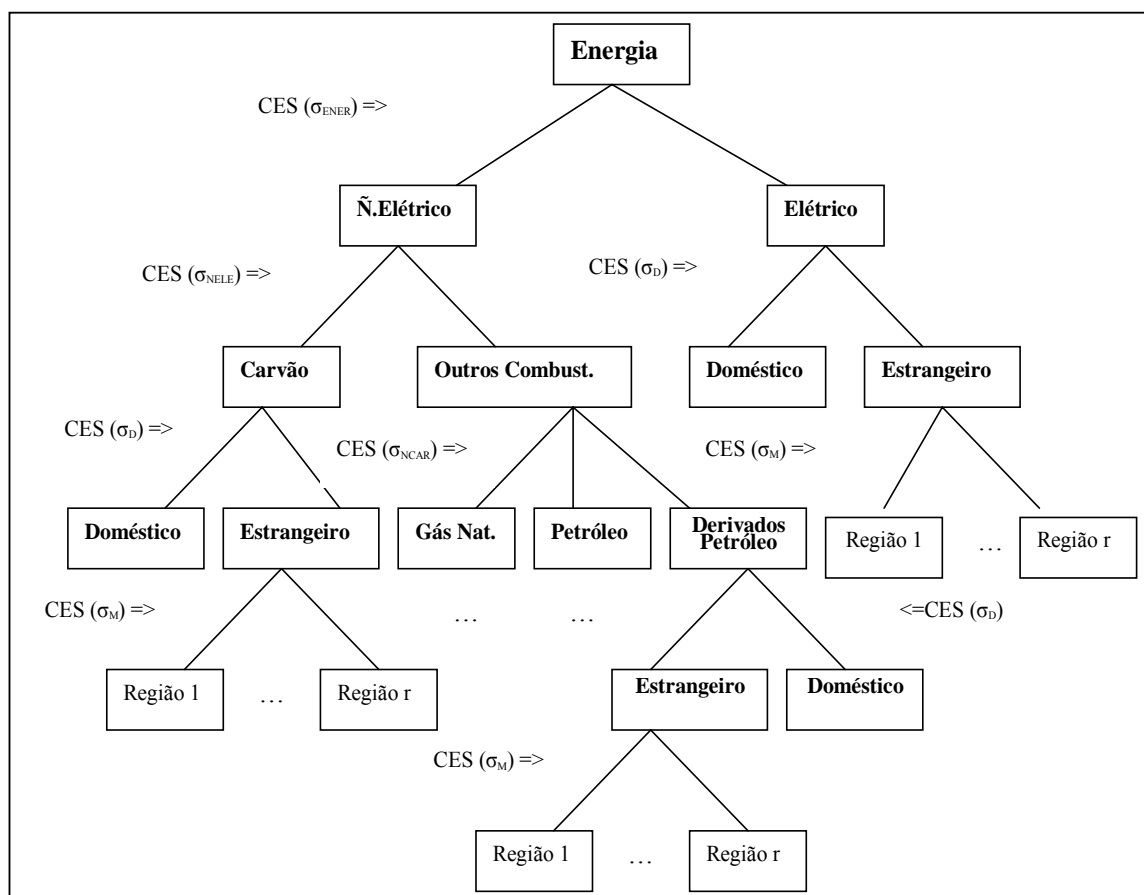 Energia
CES (σENER) =>
Ñ.Elétrico
Elétrico
CES (σNELE) =>
CES (σD) =>
Carvão
Outros Combust.
Doméstico
Estrangeiro
CES (σD) =>
CES (σNCAR) =>
CES (σM) =>
Doméstico
Estrangeiro
Gás Nat.
Petróleo
Derivados
Petróleo
Região 1
…
Região r
CES (σM) =>
…
…
<=CES (σD)
Região 1
…
Região r
Estrangeiro
Doméstico
CES (σM) =>
Região 1
…
Região r